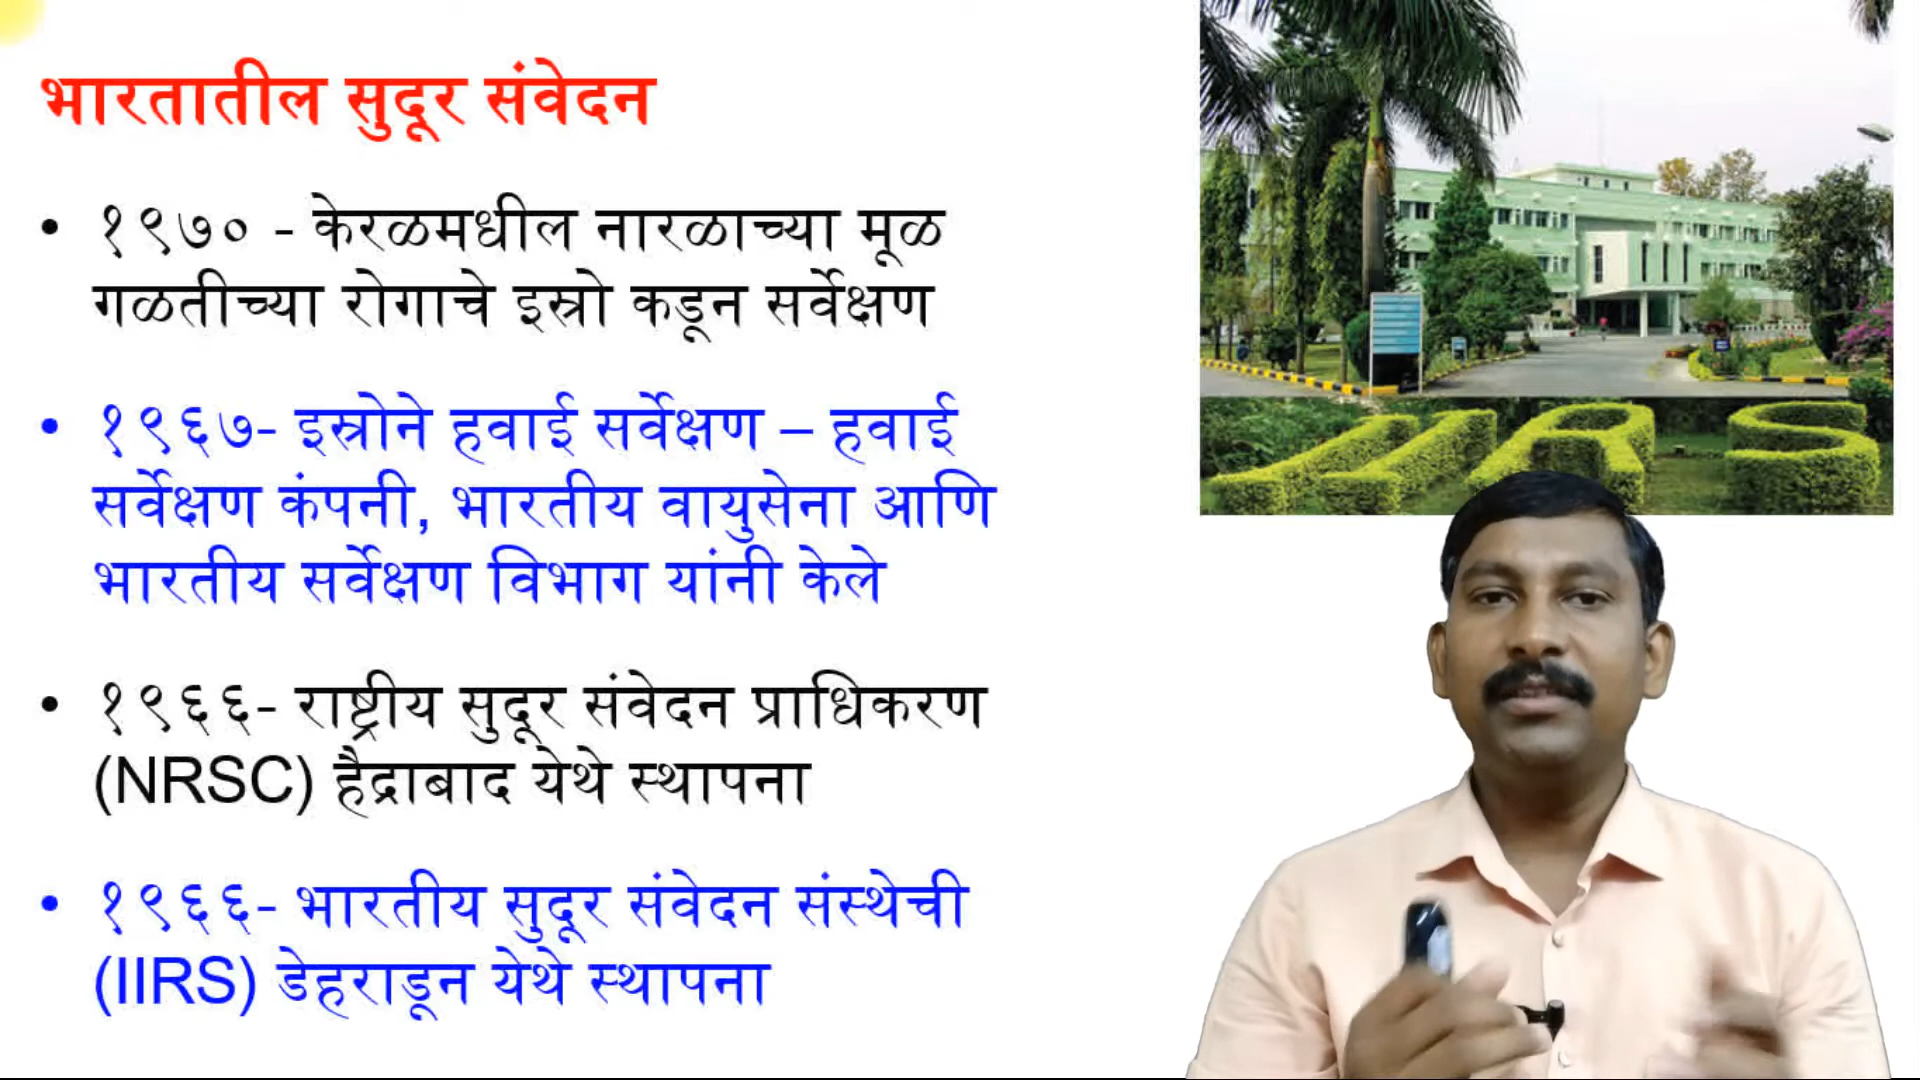 भारतातील सुदूर संवेदन
• १९७० - केरळमधील नारळाच्या मूळ
गळतीच्या रोगाचे इस्रो कडून सर्वेक्षण
• १९६७- इस्रोने हवाई सर्वेक्षण – हवाई
सर्वेक्षण कंपनी, भारतीय वायुसेना आणि
भारतीय सर्वेक्षण विभाग यांनी केले
• १९६६- राष्ट्रीय सुदूर संवेदन प्राधिकरण
(NRSC) हैद्राबाद येथे स्थापना
• १९६६- भारतीय सुदूर संवेदन संस्थेची
(IIRS) डेहराडून येथे स्थापना
IIRS